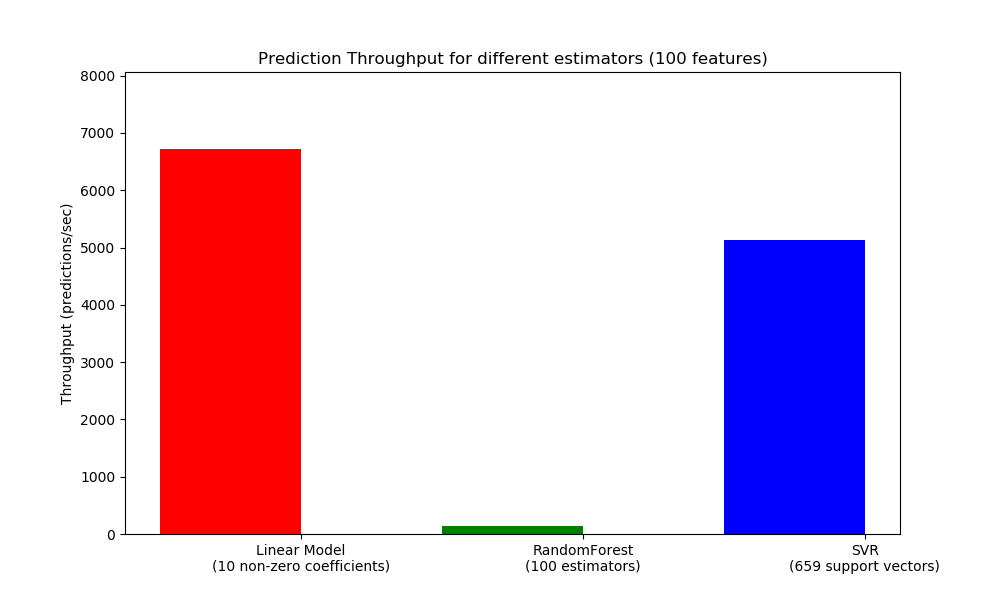 Prediction Throughput for different estimators (100 features)
Throughput (predictions/sec)
8000
7000
6000
5000
4000
3000
2000
1000
0
Linear Model
(10 non-zero coefficients)
RandomForest
(100 estimators)
SVR
(659 support vectors)